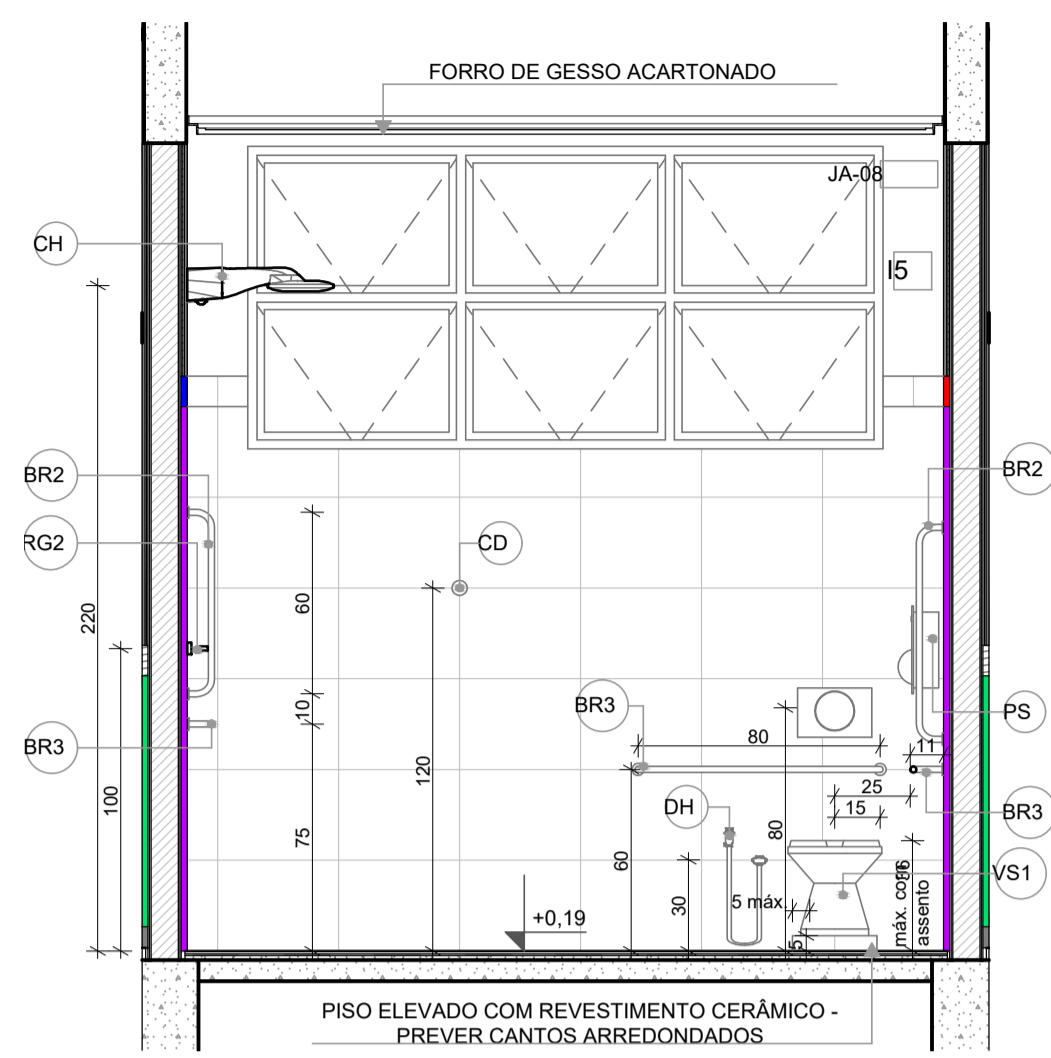 FORRO DE GESSO ACARTONADO
JA-08
CH
I5
BR2
BR2
RG2
CD
220
60
BR3
10
BR3
80
PS
11
120
25
100
15
DH
BR3
75
80
60
VS1
30
5 máx.
máx. com
assento
+0,19
5
PISO ELEVADO COM REVESTIMENTO CERÂMICO -
PREVER CANTOS ARREDONDADOS